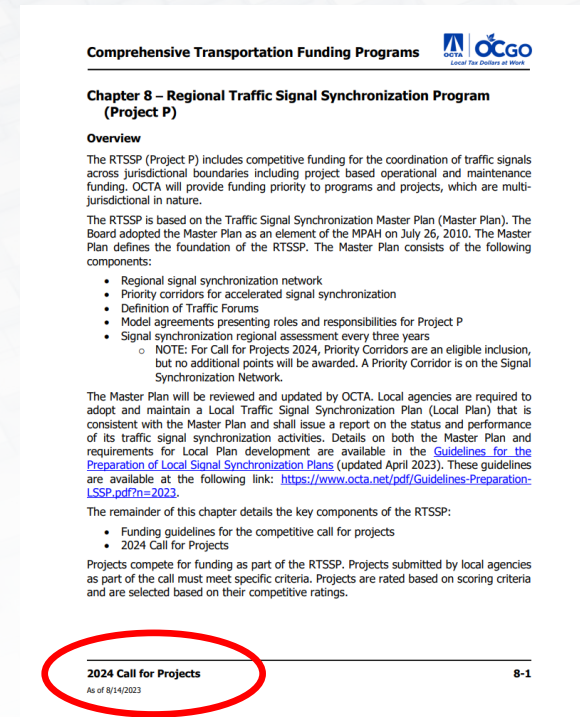 Comprehensive Transportation Funding Programs
OCTA
OCGO
Local Tax Dollars at Work
Chapter 8 – Regional Traffic Signal Synchronization Program
(Project P)
Overview
The RTSSP (Project P) includes competitive funding for the coordination of traffic signals
across jurisdictional boundaries including project based operational and maintenance
funding. OCTA will provide funding priority to programs and projects, which are multi-
jurisdictional in nature.
The RTSSP is based on the Traffic Signal Synchronization Master Plan (Master Plan). The
Board adopted the Master Plan as an element of the MPAH on July 26, 2010. The Master
Plan defines the foundation of the RTSSP. The Master Plan consists of the following
components:
• Regional signal synchronization network
• Priority corridors for accelerated signal synchronization
• Definition of Traffic Forums
• Model agreements presenting roles and responsibilities for Project P
• Signal synchronization regional assessment every three years
o NOTE: For Call for Projects 2024, Priority Corridors are an eligible inclusion,
but no additional points will be awarded. A Priority Corridor is on the Signal
Synchronization Network.
The Master Plan will be reviewed and updated by OCTA. Local agencies are required to
adopt and maintain a Local Traffic Signal Synchronization Plan (Local Plan) that is
consistent with the Master Plan and shall issue a report on the status and performance
of its traffic signal synchronization activities. Details on both the Master Plan and
requirements for Local Plan development are available in the Guidelines for the
Preparation of Local Signal Synchronization Plans (updated April 2023). These guidelines
are available at the following link: https://www.octa.net/pdf/Guidelines-Preparation-
LSSP.pdf?n=2023.
The remainder of this chapter details the key components of the RTSSP:
• Funding guidelines for the competitive call for projects
• 2024 Call for Projects
Projects compete for funding as part of the RTSSP. Projects submitted by local agencies
as part of the call must meet specific criteria. Projects are rated based on scoring criteria
and are selected based on their competitive ratings.
2024 Call for Projects 8-1
As of 8/14/2023